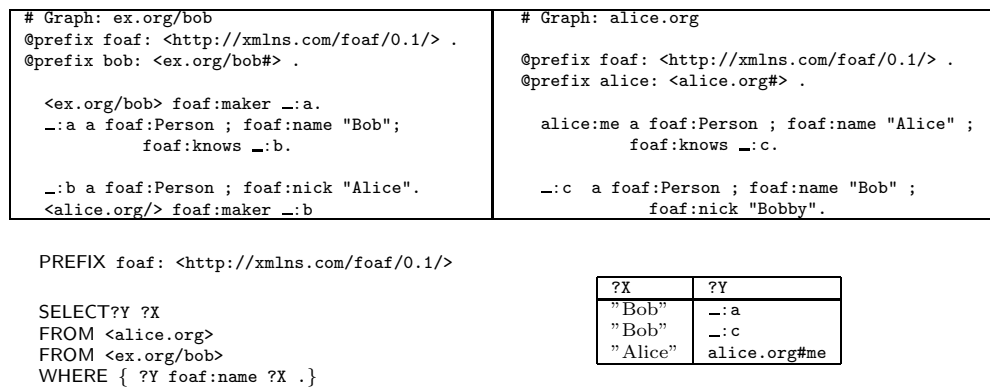 # Graph: ex.org/bob
@prefix foaf: <http://xmlns.com/foaf/0.1/> .
@prefix bob: <ex.org/bob#> .
<ex.org/bob> foaf:maker _:a.
_:a a foaf:Person ; foaf:name "Bob";
foaf:knows _:b.
_:b a foaf:Person ; foaf:nick "Alice".
<alice.org/> foaf:maker _:b
# Graph: alice.org
@prefix foaf: <http://xmlns.com/foaf/0.1/> .
@prefix alice: <alice.org#> .
alice:me a foaf:Person ; foaf:name "Alice" ;
foaf:knows _:c.
_:c a foaf:Person ; foaf:name "Bob" ;
foaf:nick "Bobby".
PREFIX foaf: <http://xmlns.com/foaf/0.1/>
SELECT?Y ?X
FROM <alice.org>
FROM <ex.org/bob>
WHERE { ?Y foaf:name ?X .}
?X ?Y
"Bob" _:a
"Bob" _:c
"Alice" alice.org#me